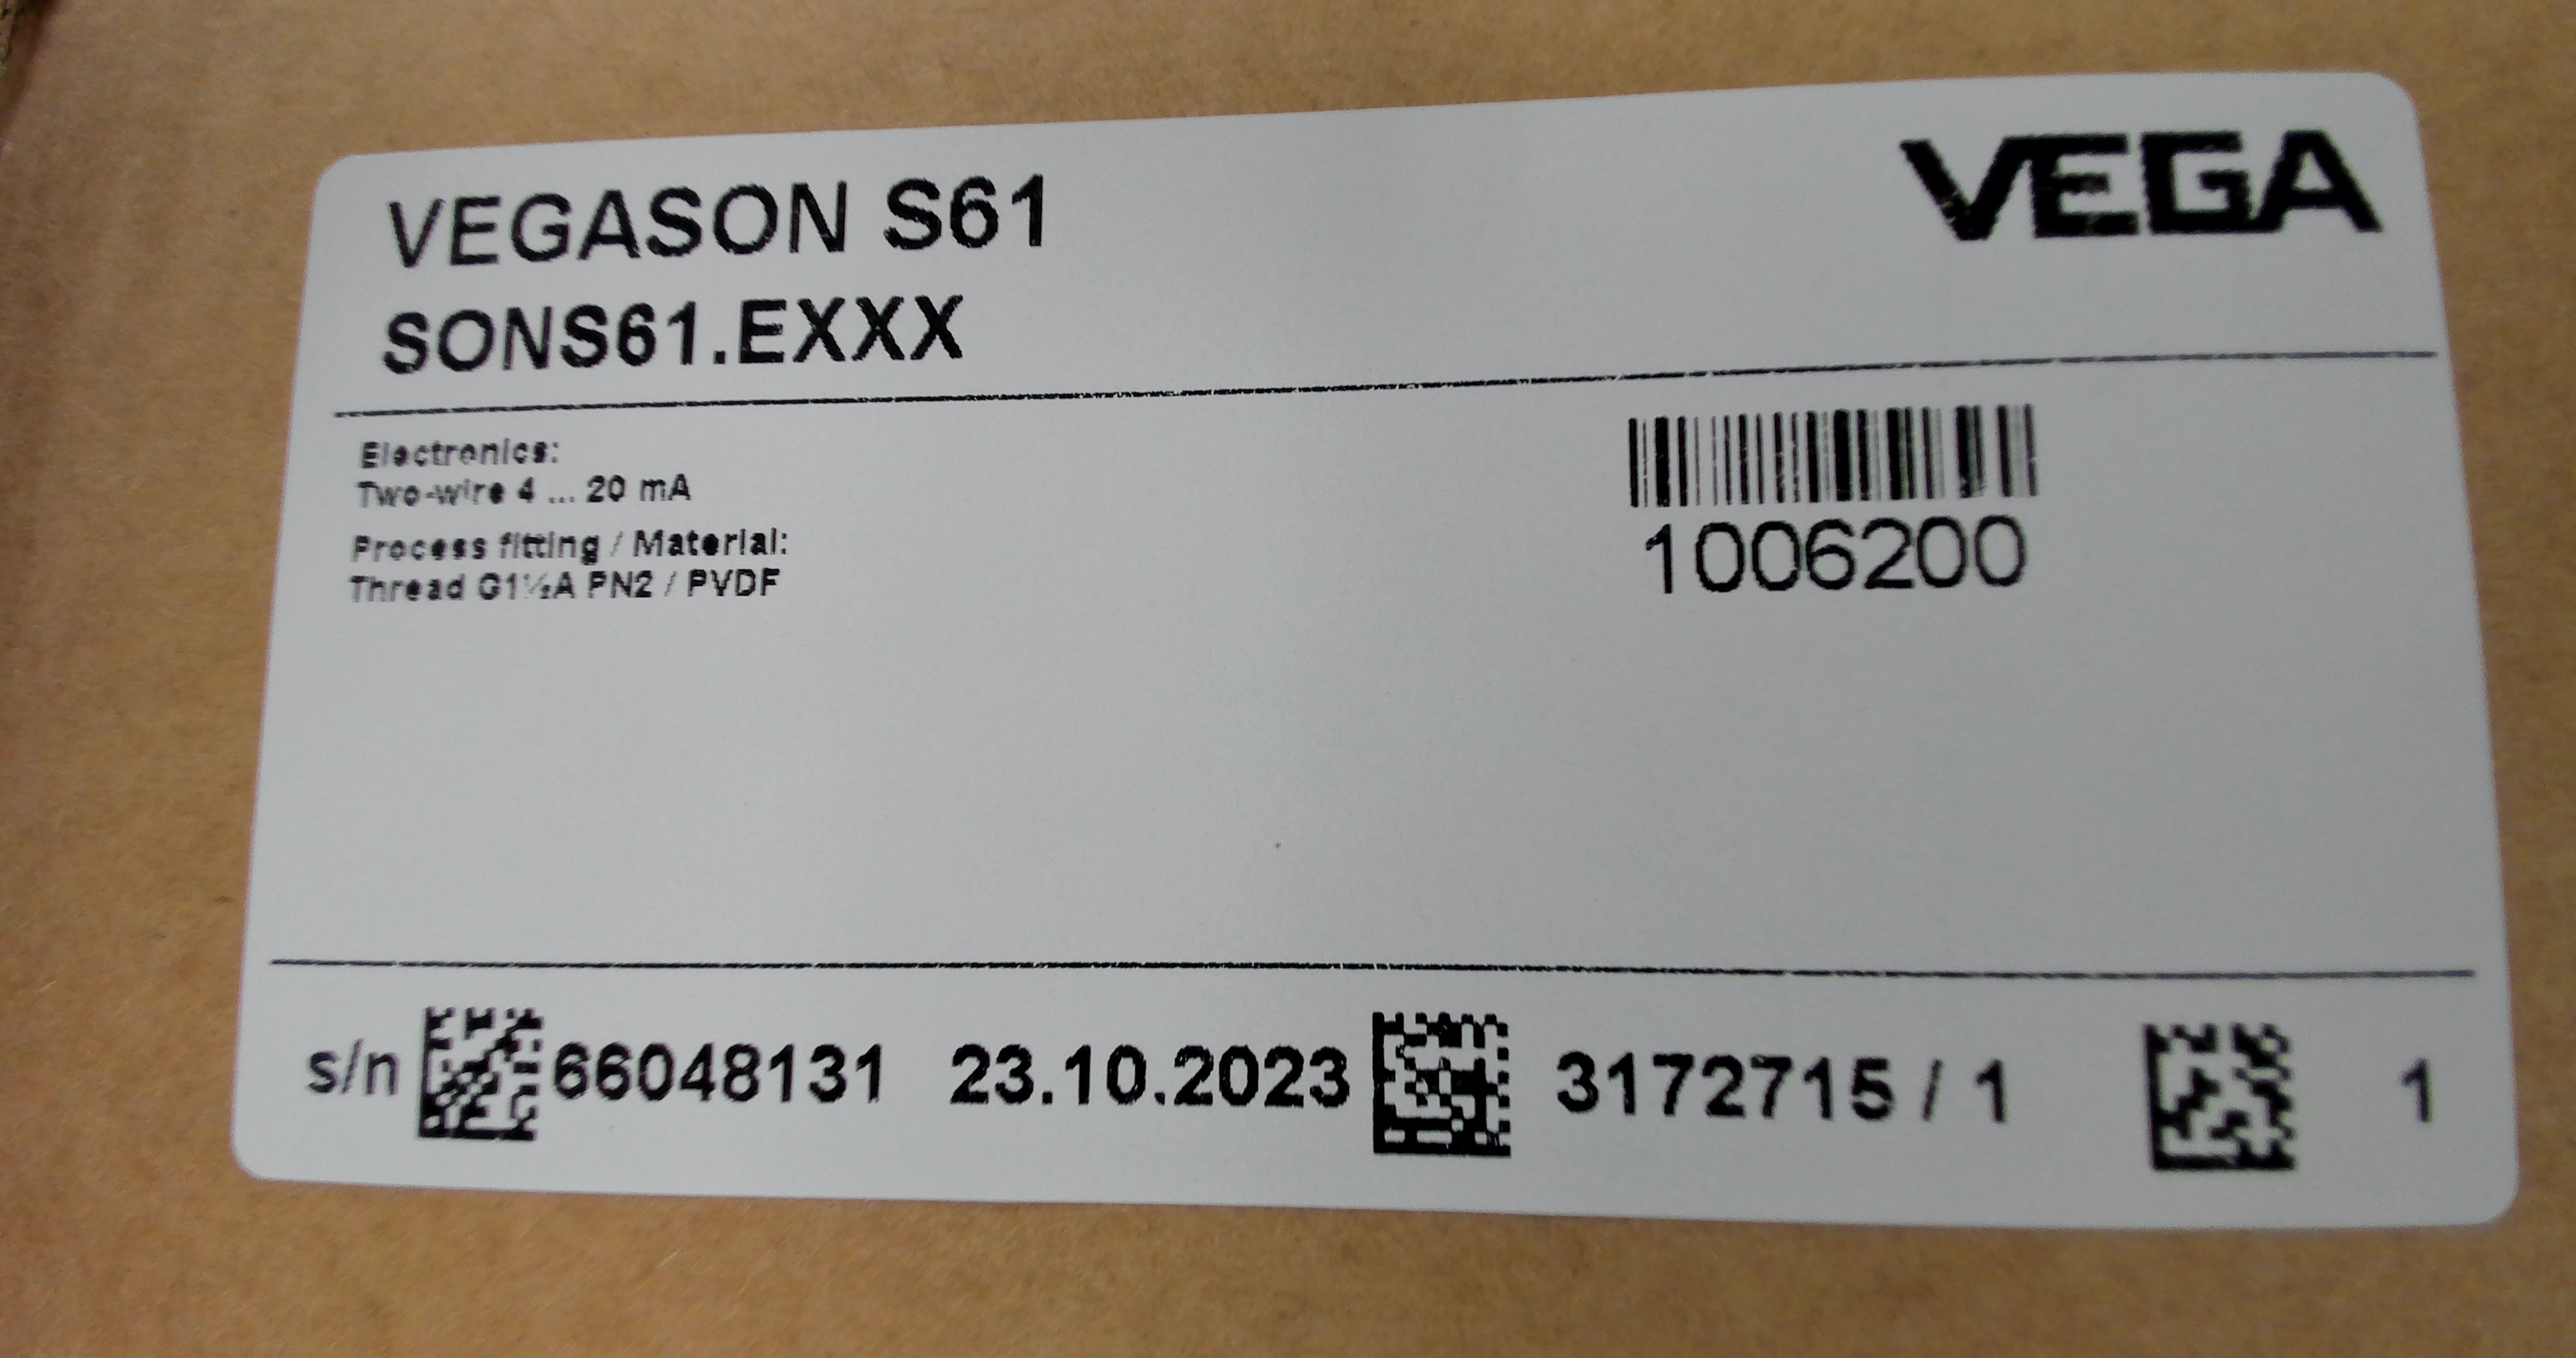 VEGASON S61
VEGA
SONS61.EXXX
Electronics:
Two-wire 4 ... 20 mA
Process fitting / Material:
Thread G1½A PN2 / PVDF
1006200
s/n 66048131 23.10.2023 3172715 / 1 1